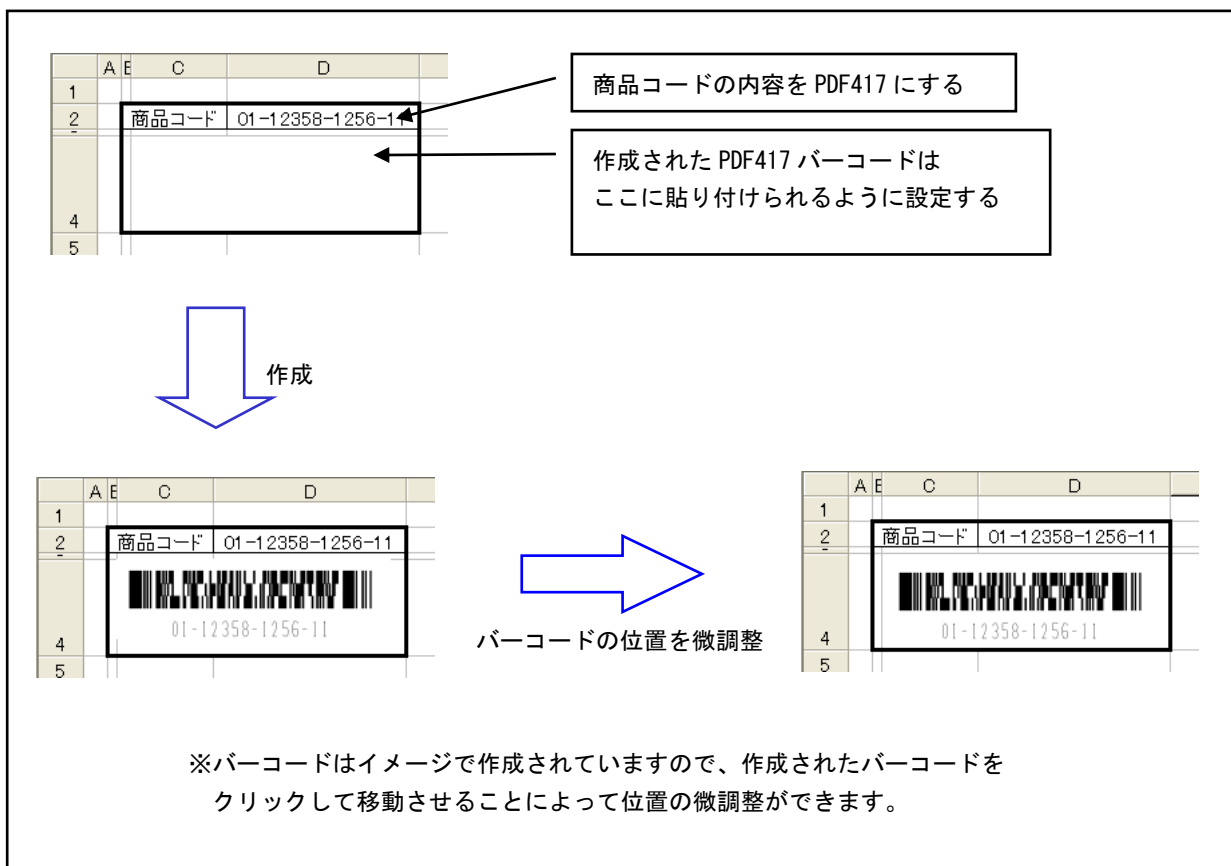 A E C D
1
2 商品コード 01-12358-1256-11
4
5
商品コードの内容を PDF417 にする
作成された PDF417 バーコードは
ここに貼り付けられるように設定する
作成
A E C D
1
2 商品コード 01-12358-1256-11
01-12358-1256-11
4
5
バーコードの位置を微調整
A E C D
1
2 商品コード 01-12358-1256-11
01-12358-1256-11
4
5
※バーコードはイメージで作成されていますので、作成されたバーコードを
クリックして移動させることによって位置の微調整ができます。